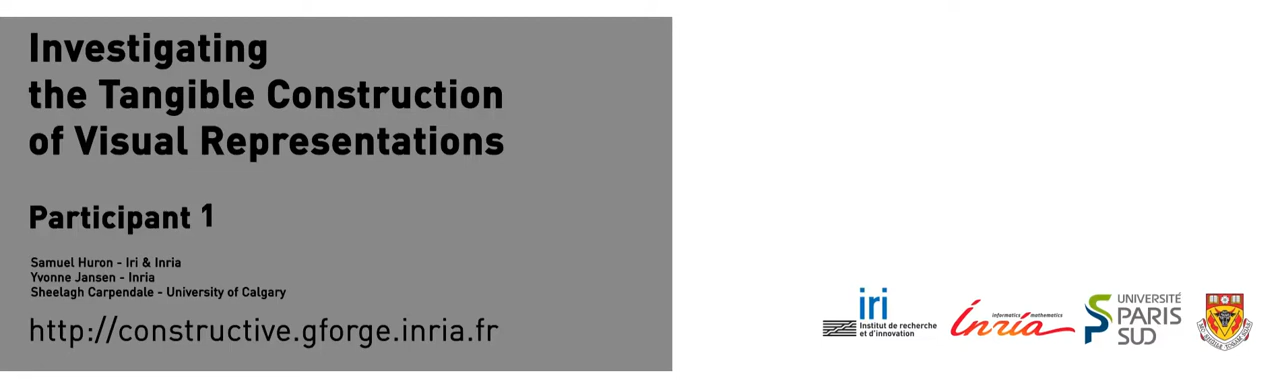 Investigating
the Tangible Construction
of Visual Representations
Participant 1
Samuel Huron - Iri & Inria
Yvonne Jansen - Inria
Sheelagh Carpendale - University of Calgary
http://constructive.gforge.inria.fr
iri
Institut de recherche
et d'innovation
informatics mathematics
inria
UNIVERSITÉ
PARIS
SUD